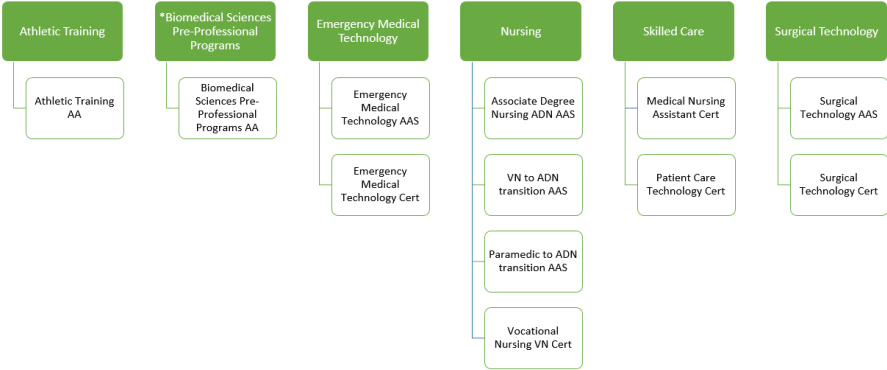 Athletic Training
Athletic Training
AA
*Biomedical Sciences
Pre-Professional
Programs
Biomedical
Sciences Pre-
Professional
Programs AA
Emergency Medical
Technology
Emergency
Medical
Technology AAS
Emergency
Medical
Technology Cert
Nursing
Associate Degree
Nursing ADN AAS
VN to ADN
transition AAS
Paramedic to ADN
transition AAS
Vocational
Nursing VN Cert
Skilled Care
Medical Nursing
Assistant Cert
Patient Care
Technology Cert
Surgical Technology
Surgical
Technology AAS
Surgical
Technology Cert